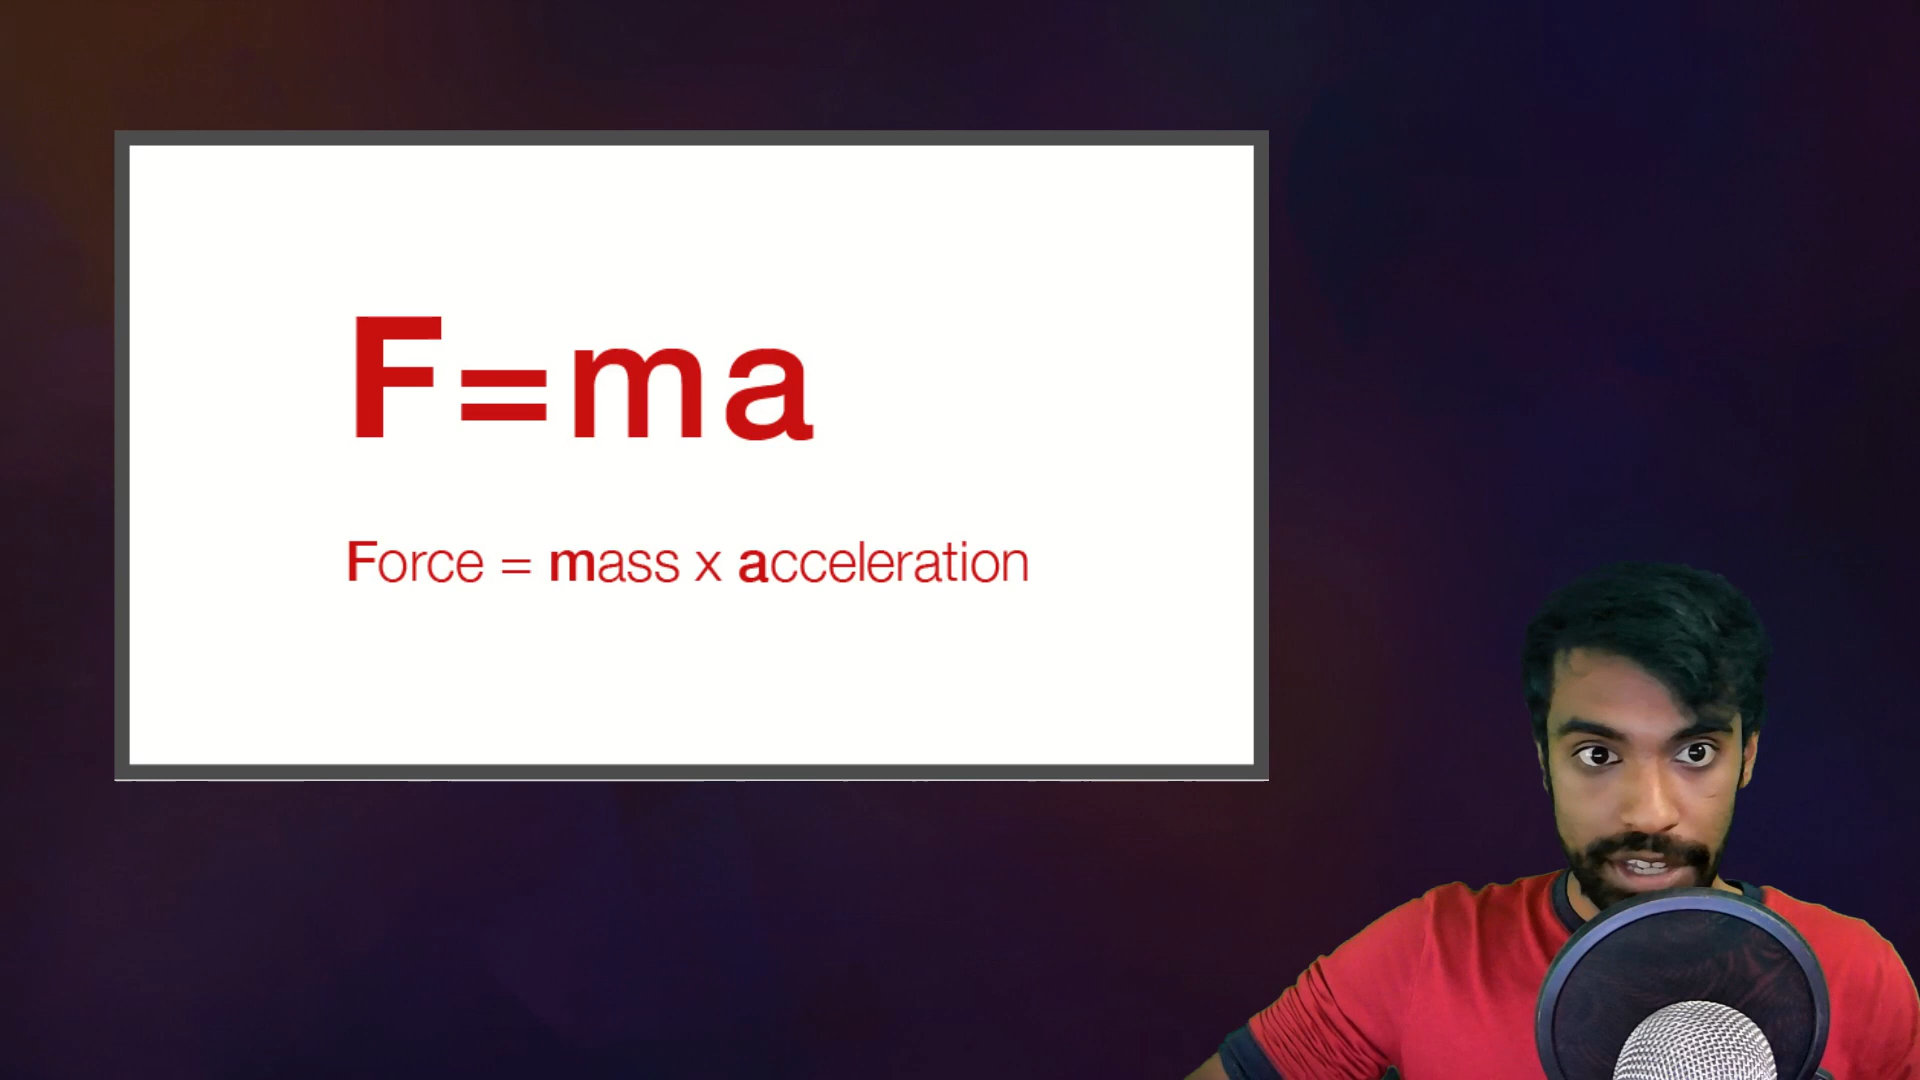 F=ma
Force = mass x acceleration